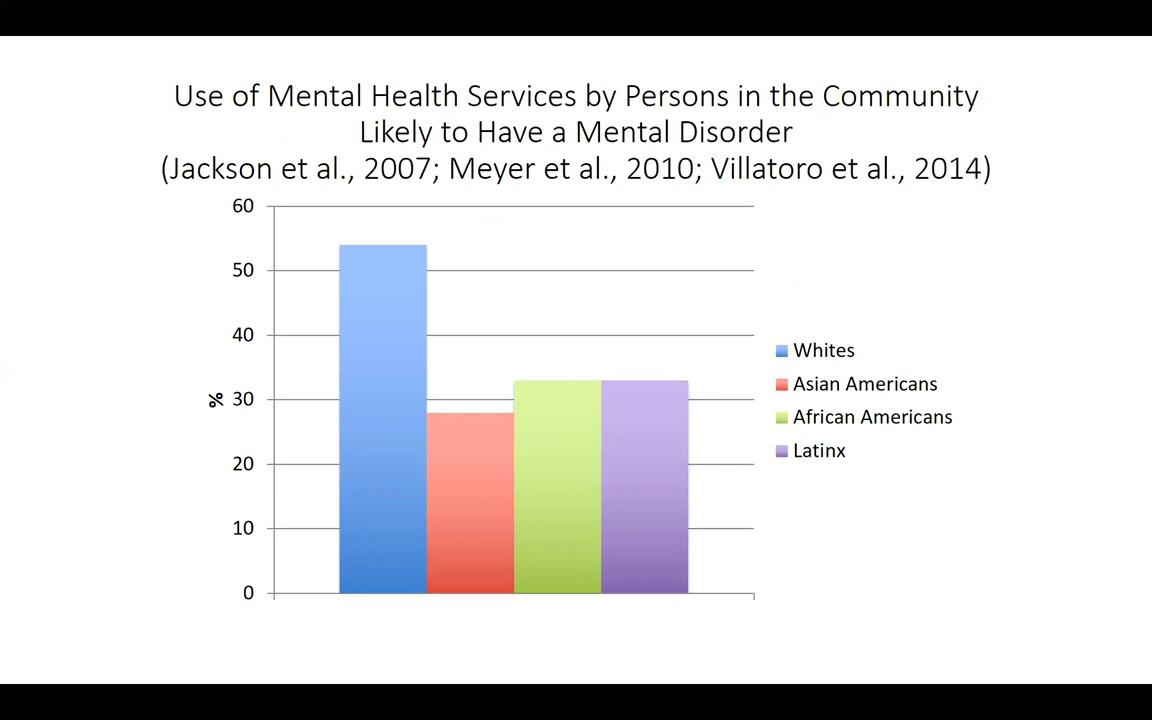 Use of Mental Health Services by Persons in the Community
Likely to Have a Mental Disorder
(Jackson et al., 2007; Meyer et al., 2010; Villatoro et al., 2014)
60
50
40
30
20
10
0
%
Whites
Asian Americans
African Americans
Latinx